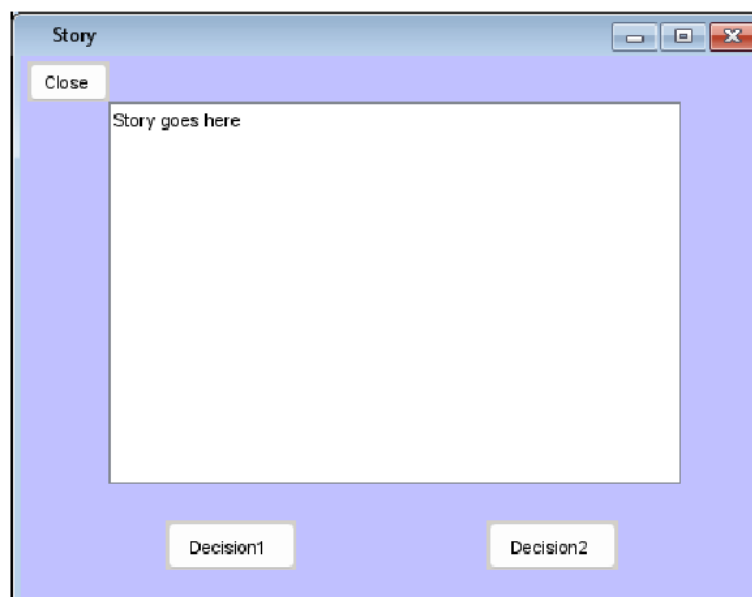 Story
Close
Story goes here
Decision1
Decision2